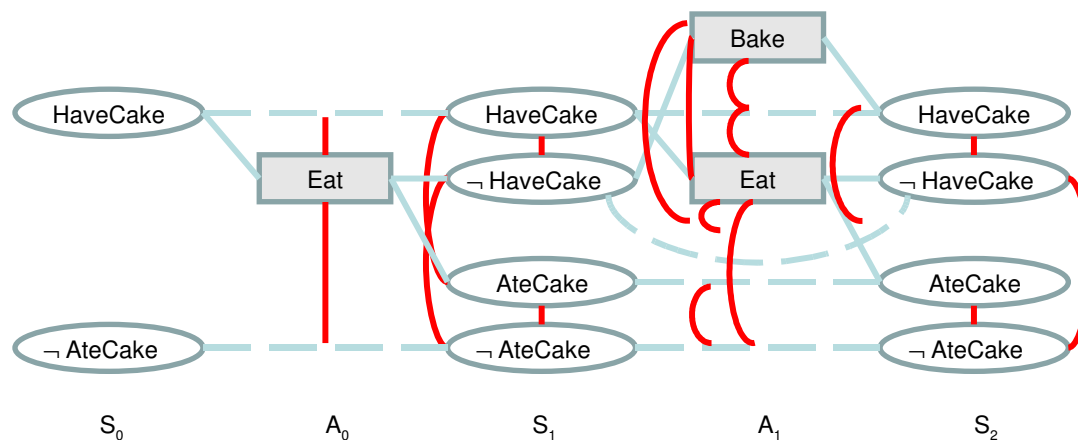 Bake
HaveCake HaveCake HaveCake
Eat ¬ HaveCake Eat ¬ HaveCake
AteCake AteCake
¬ AteCake ¬ AteCake ¬ AteCake
S₀ A₀ S₁ A₁ S₂